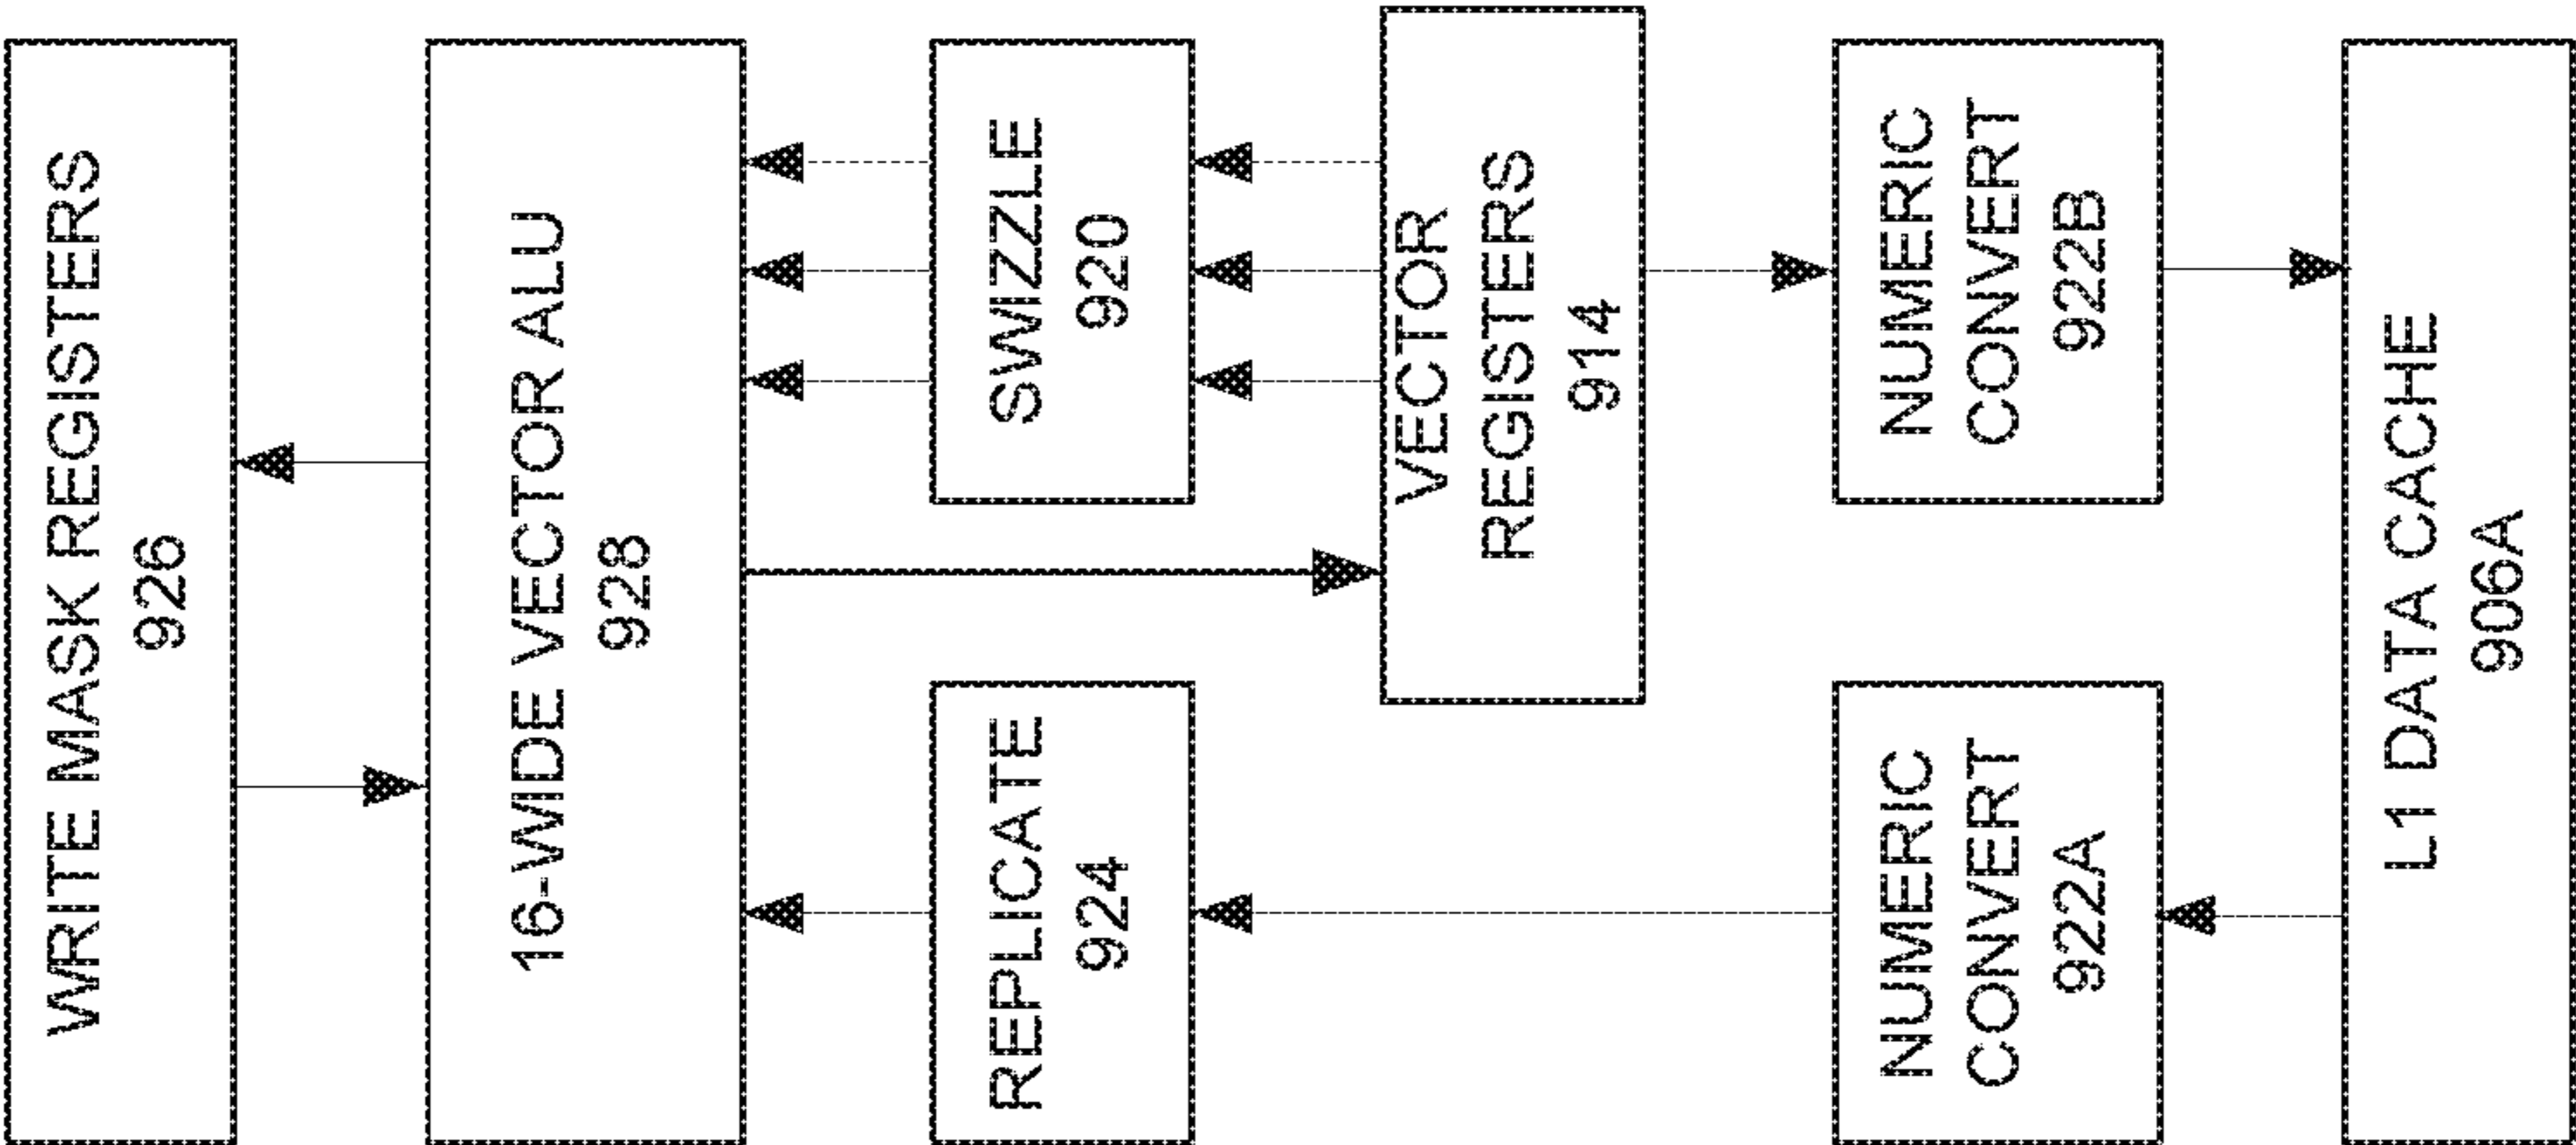 WRITE MASK REGISTERS
926
16-WIDE VECTOR ALU
928
REPLICATE
924
SWIZZLE
920
VECTOR
REGISTERS
914
NUMERIC
CONVERT
922A
NUMERIC
CONVERT
922B
L1 DATA CACHE
906A